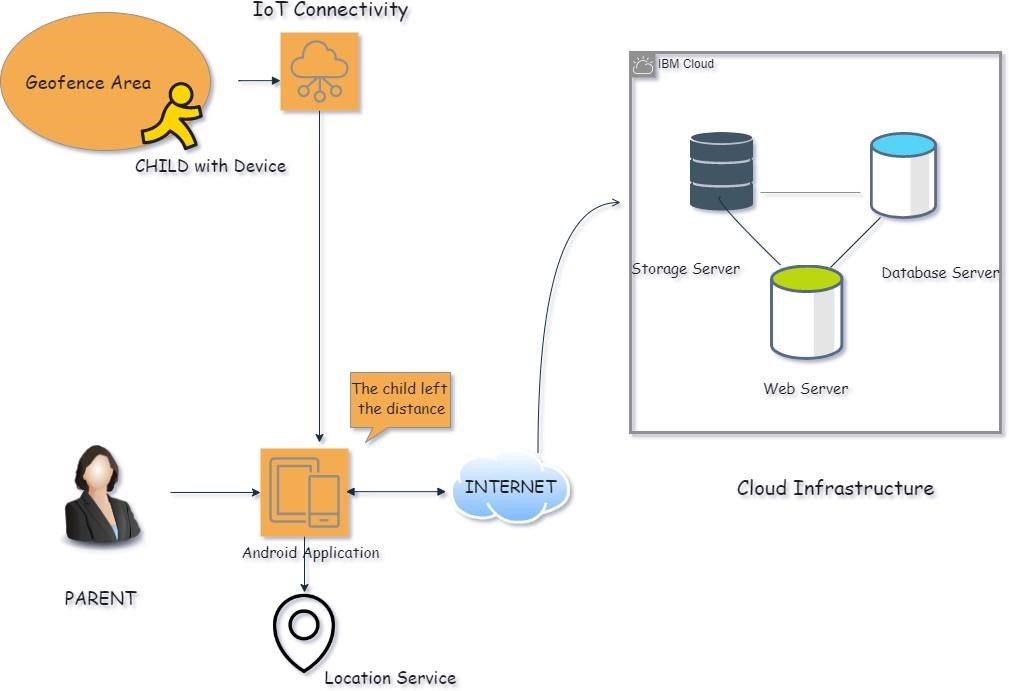 IoT Connectivity
Geofence Area
CHILD with Device
IBM Cloud
Storage Server
Database Server
Web Server
The child left
the distance
INTERNET
Cloud Infrastructure
Android Application
PARENT
Location Service